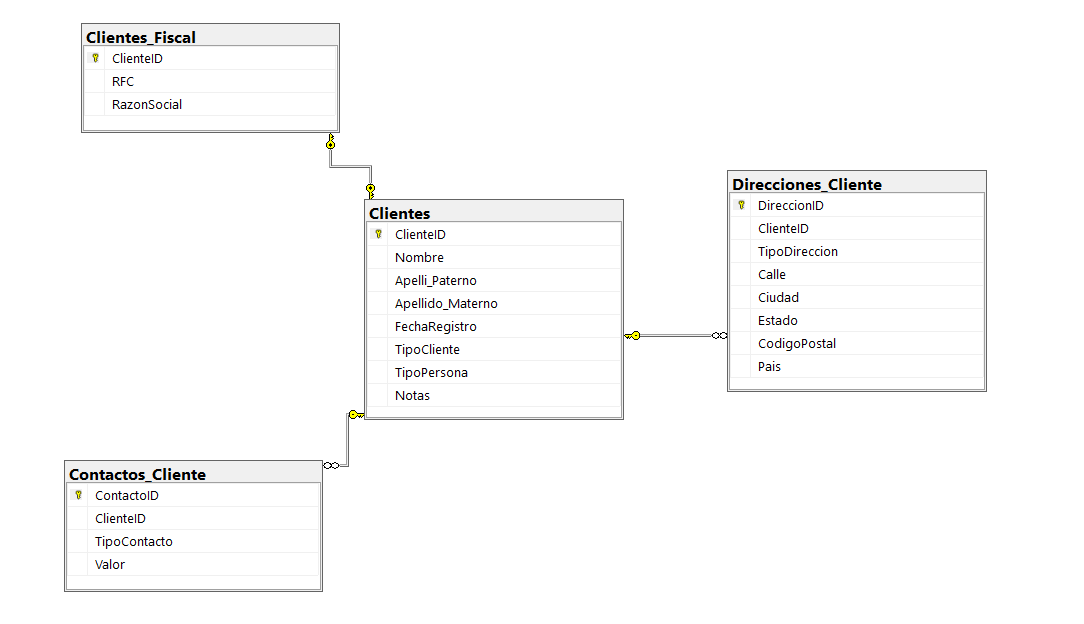 Clientes_Fiscal
ClienteID
RFC
RazonSocial
Clientes
ClienteID
Nombre
Apelli_Paterno
Apellido_Materno
FechaRegistro
TipoCliente
TipoPersona
Notas
Direcciones_Cliente
DireccionID
ClienteID
TipoDireccion
Calle
Ciudad
Estado
CodigoPostal
Pais
Contactos_Cliente
ContactoID
ClienteID
TipoContacto
Valor